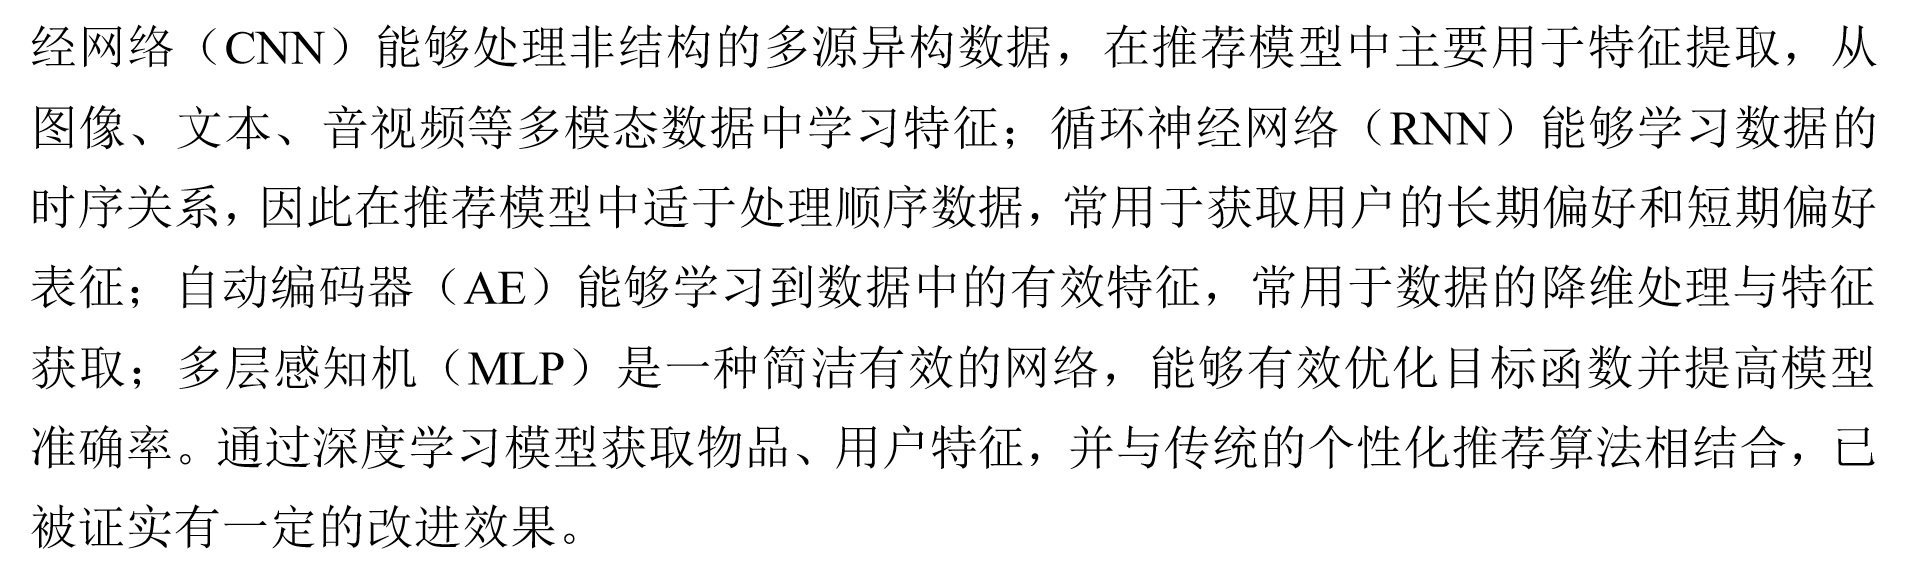 经网络（CNN）能够处理非结构的多源异构数据，在推荐模型中主要用于特征提取，从
图像、文本、音视频等多模态数据中学习特征；循环神经网络（RNN）能够学习数据的
时序关系，因此在推荐模型中适于处理顺序数据，常用于获取用户的长期偏好和短期偏好
表征；自动编码器（AE）能够学习到数据中的有效特征，常用于数据的降维处理与特征
获取；多层感知机（MLP）是一种简洁有效的网络，能够有效优化目标函数并提高模型
准确率。通过深度学习模型获取物品、用户特征，并与传统的个性化推荐算法相结合，已
被证实有一定的改进效果。